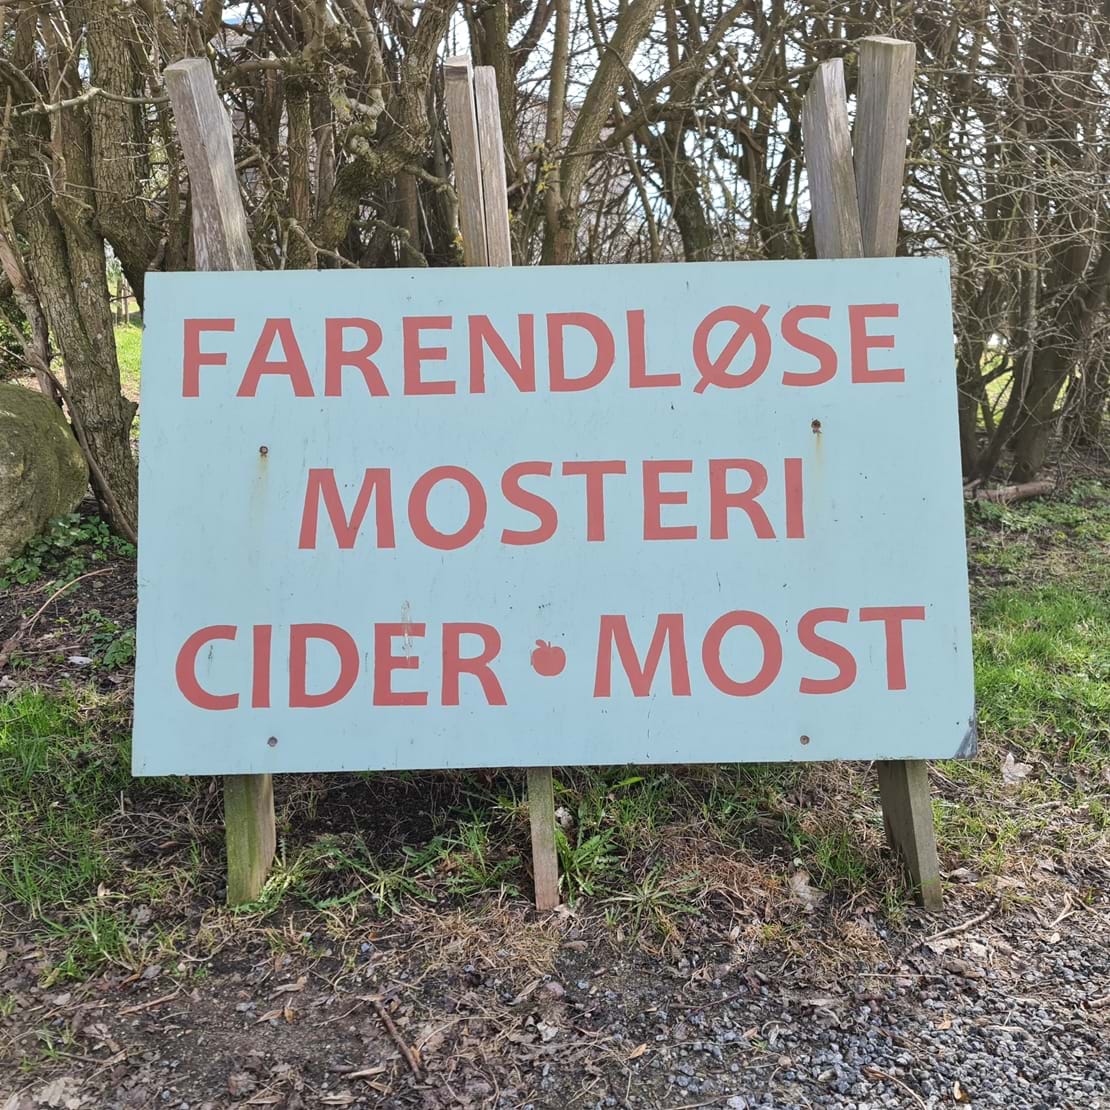 FARENDLØSE
MOSTERI
CIDER • MOST